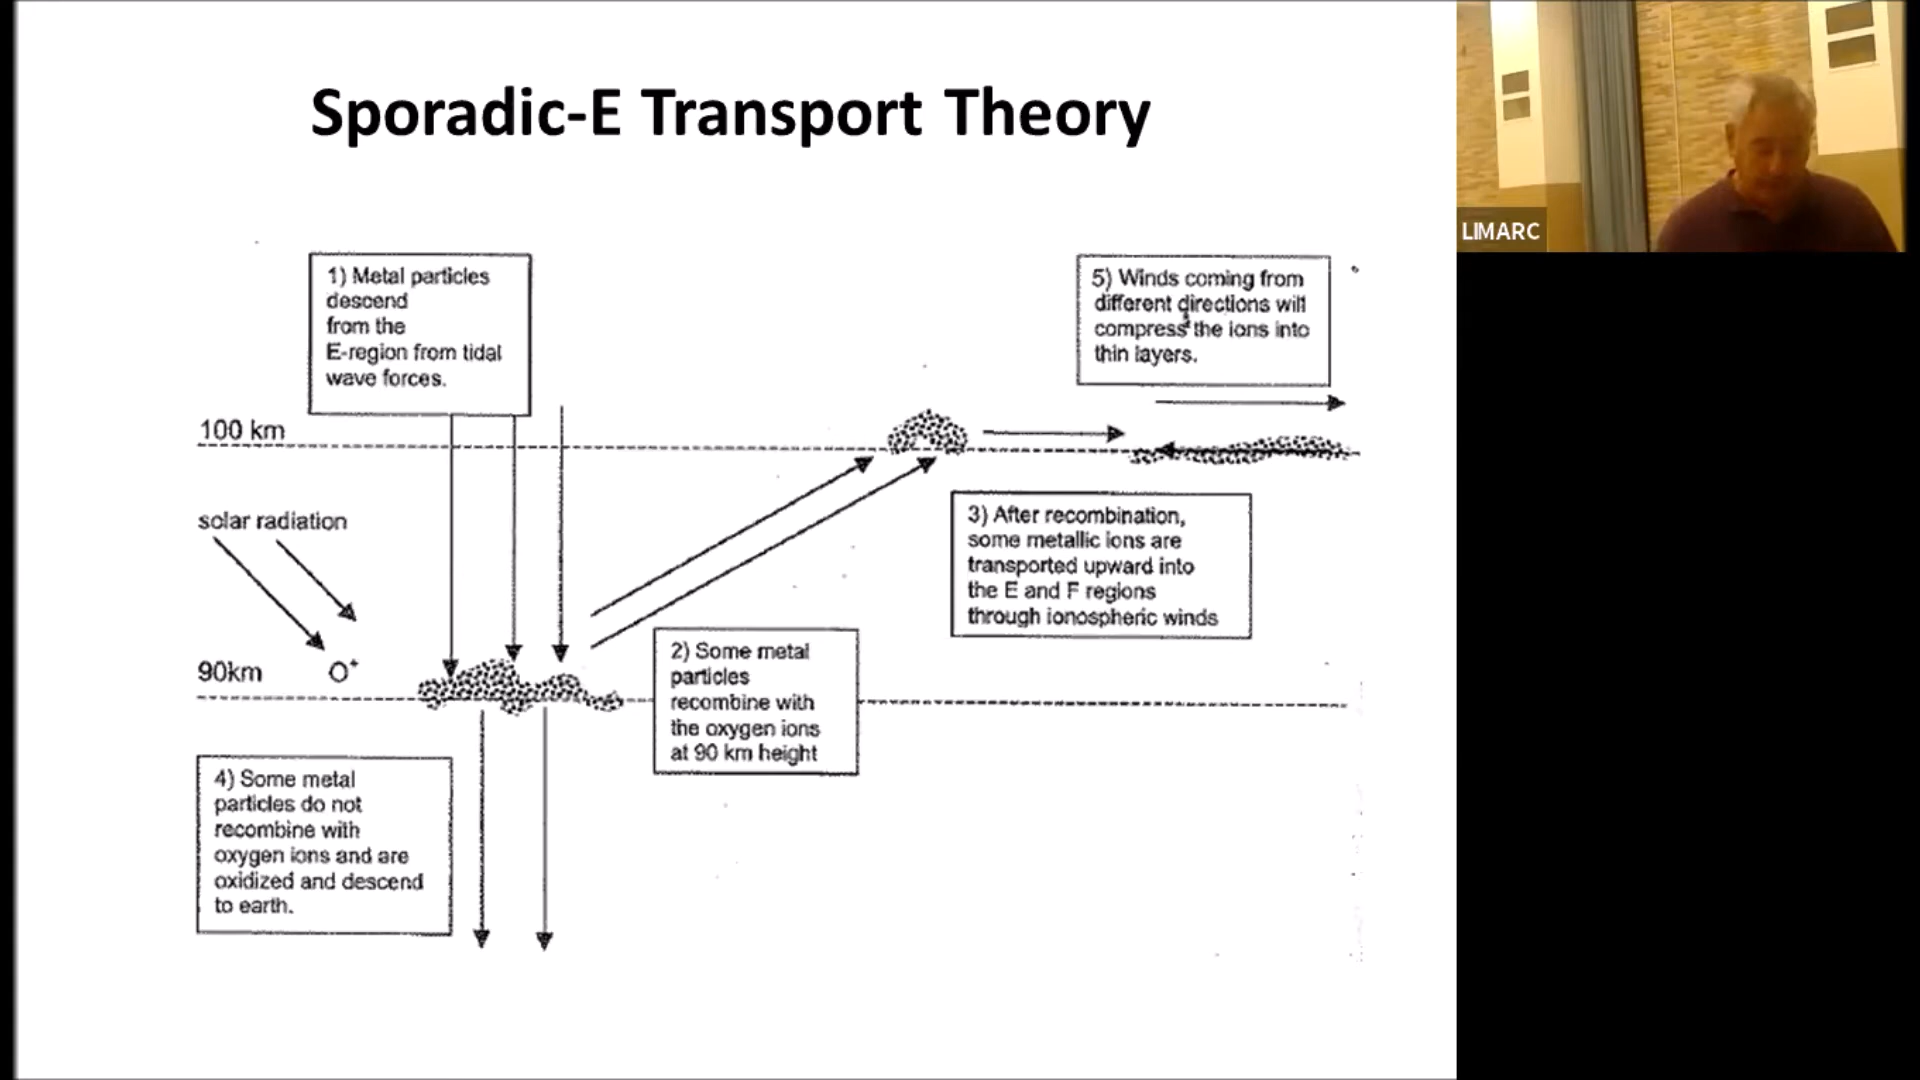 Sporadic-E Transport Theory
LIMARC
1) Metal particles
descend
from the
E-region from tidal
wave forces.
5) Winds coming from
different directions will
compress the ions into
thin layers.
100 km
solar radiation
3) After recombination,
some metallic ions are
transported upward into
the E and F regions
through ionospheric winds
90km
O⁺
2) Some metal
particles
recombine with
the oxygen ions
at 90 km height
4) Some metal
particles do not
recombine with
oxygen ions and are
oxidized and descend
to earth.